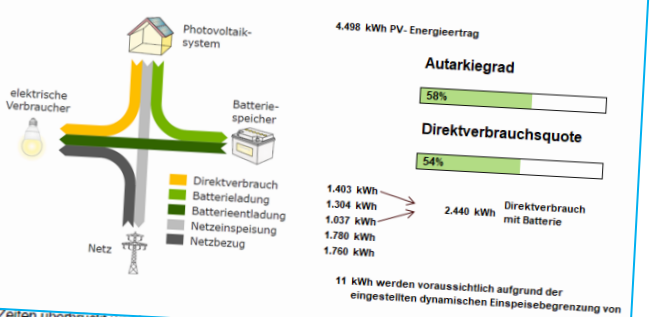 Photovoltaik-
system
elektrische
Verbraucher
Batterie-
speicher
Netz
Direktverbrauch
Batterieladung
Batterieentladung
Netzeinspeisung
Netzbezug
4.498 kWh PV- Energieertrag
Autarkiegrad
58%
Direktverbrauchsquote
54%
1.403 kWh
1.304 kWh
1.037 kWh
1.780 kWh
1.760 kWh
2.440 kWh Direktverbrauch
mit Batterie
11 kWh werden voraussichtlich aufgrund der
eingestellten dynamischen Einspeisebegrenzung von